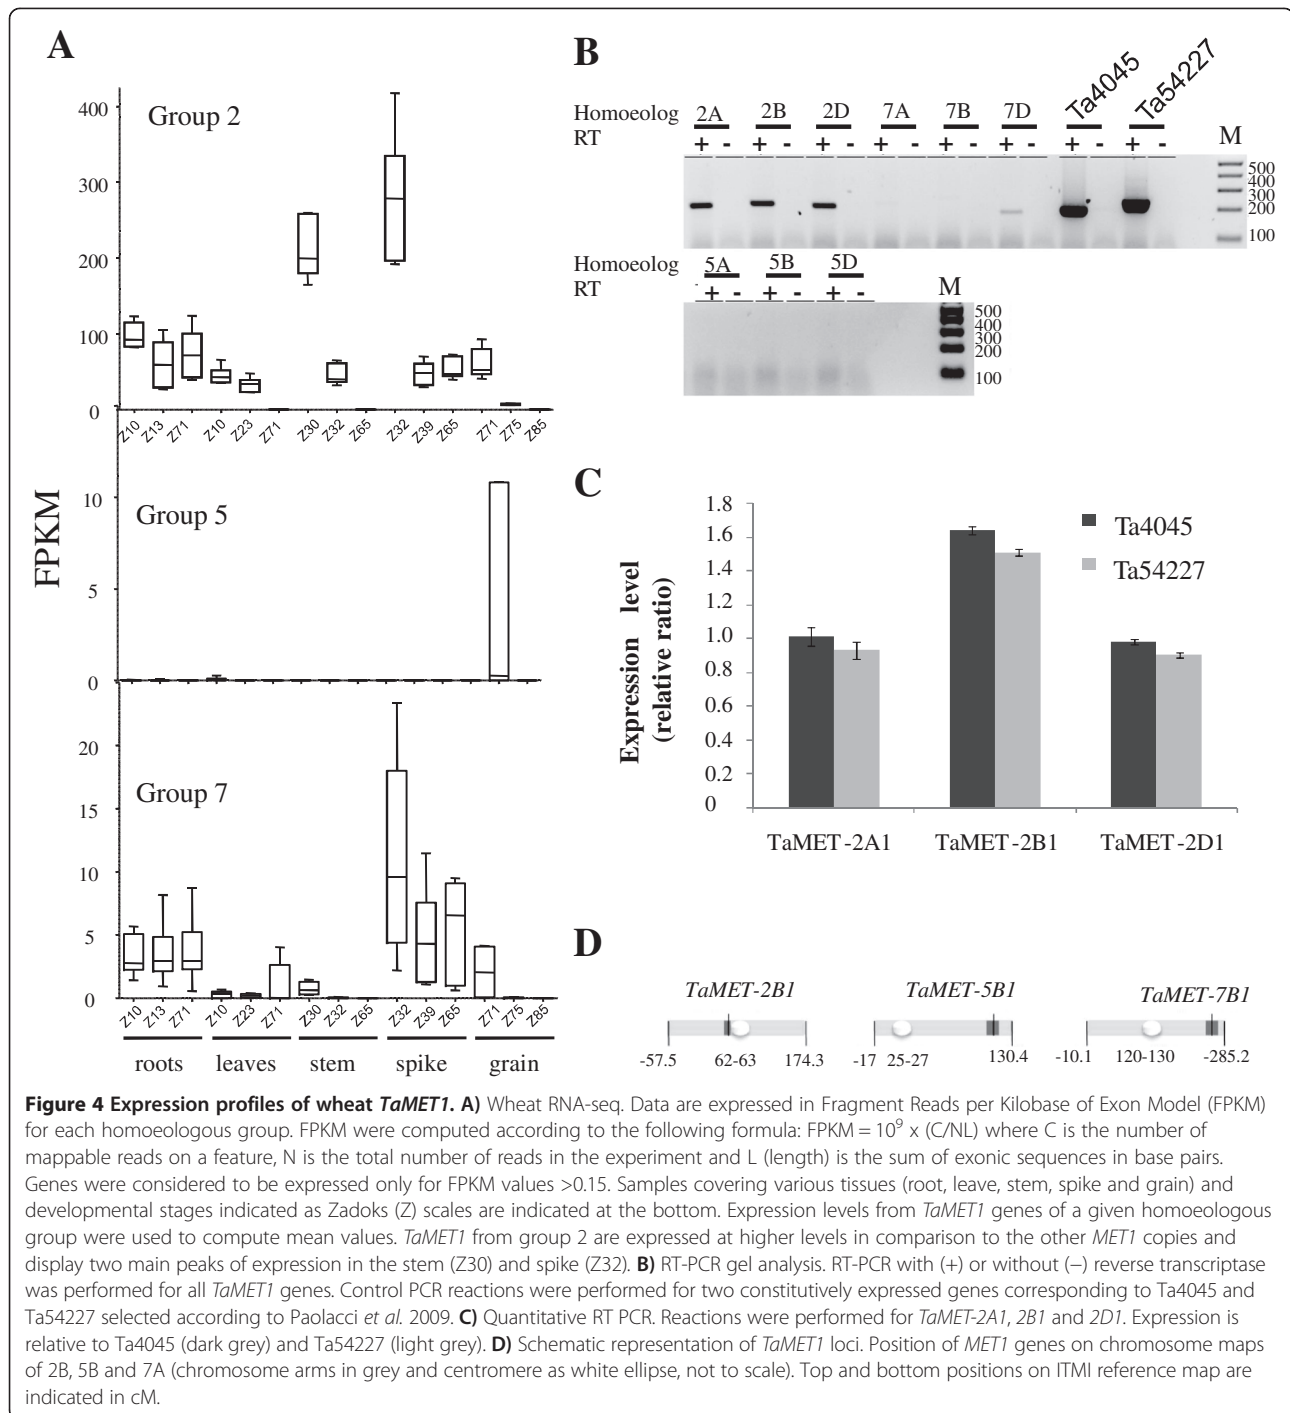 A
FPKM
Group 2
400
300
200
100
0
Z10 Z13 Z71 Z10 Z23 Z71 Z30 Z32 Z65 Z32 Z39 Z65 Z71 Z75 Z85
Group 5
10
5
0
Group 7
20
15
10
5
0
Z10 Z13 Z71 Z10 Z23 Z71 Z30 Z32 Z65 Z32 Z39 Z65 Z71 Z75 Z85
roots leaves stem spike grain
B
Homoeolog 2A 2B 2D 7A 7B 7D Ta4045 Ta54227
RT + - + - + - + - + - + - + - + - M
500
400
300
200
100
Homoeolog 5A 5B 5D
RT + - + - + - M
500
400
300
200
100
C
Expression level
(relative ratio)
1.8
1.6
1.4
1.2
1.0
0.8
0.6
0.4
0.2
0
Ta4045
Ta54227
TaMET-2A1 TaMET-2B1 TaMET-2D1
D
TaMET-2B1 TaMET-5B1 TaMET-7B1
-57.5 62-63 174.3 -17 25-27 130.4 -10.1 120-130 -285.2
Figure 4 Expression profiles of wheat TaMET1. A) Wheat RNA-seq. Data are expressed in Fragment Reads per Kilobase of Exon Model (FPKM)
for each homoeologous group. FPKM were computed according to the following formula: FPKM = 10⁹ x (C/NL) where C is the number of
mappable reads on a feature, N is the total number of reads in the experiment and L (length) is the sum of exonic sequences in base pairs.
Genes were considered to be expressed only for FPKM values >0.15. Samples covering various tissues (root, leave, stem, spike and grain) and
developmental stages indicated as Zadoks (Z) scales are indicated at the bottom. Expression levels from TaMET1 genes of a given homoeologous
group were used to compute mean values. TaMET1 from group 2 are expressed at higher levels in comparison to the other MET1 copies and
display two main peaks of expression in the stem (Z30) and spike (Z32). B) RT-PCR gel analysis. RT-PCR with (+) or without (−) reverse transcriptase
was performed for all TaMET1 genes. Control PCR reactions were performed for two constitutively expressed genes corresponding to Ta4045 and
Ta54227 selected according to Paolacci et al. 2009. C) Quantitative RT PCR. Reactions were performed for TaMET-2A1, 2B1 and 2D1. Expression is
relative to Ta4045 (dark grey) and Ta54227 (light grey). D) Schematic representation of TaMET1 loci. Position of MET1 genes on chromosome maps
of 2B, 5B and 7A (chromosome arms in grey and centromere as white ellipse, not to scale). Top and bottom positions on ITMI reference map are
indicated in cM.